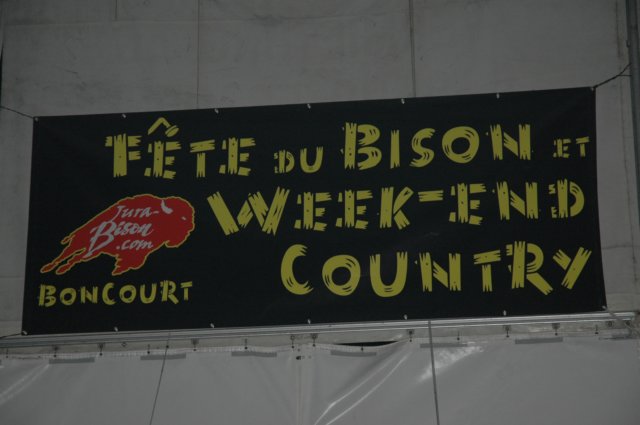 FÊTE DU BISON ET
WEEK-END
COUNTRY
Jura-
Bison
.com
BONCOURT